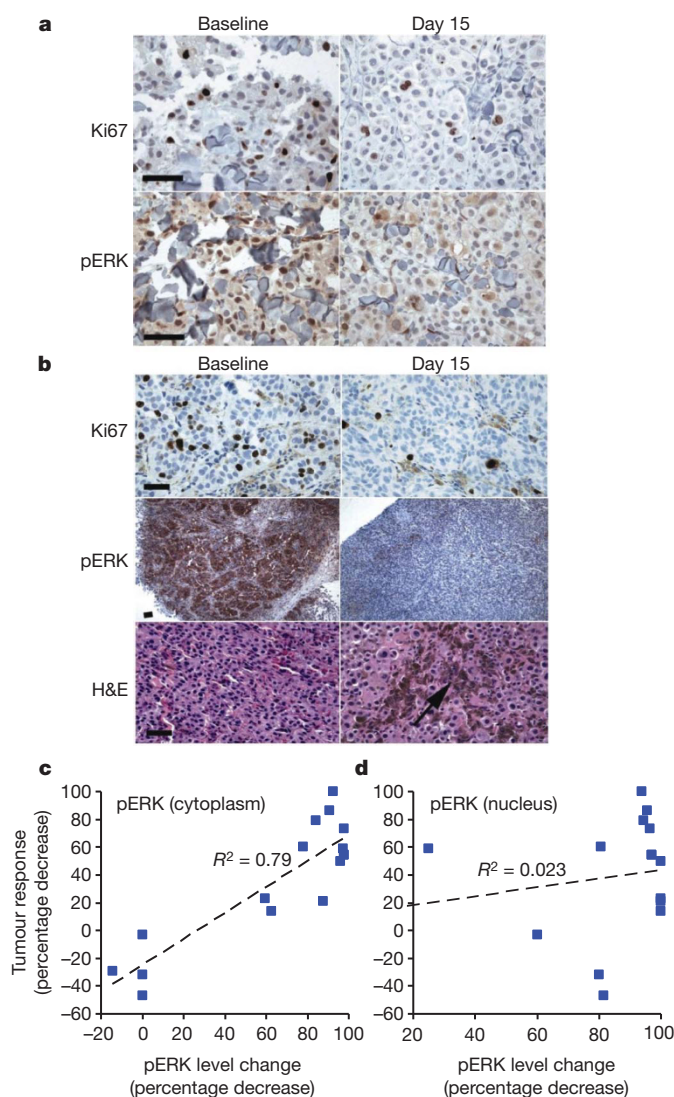 a
Baseline Day 15
Ki67
pERK
b
Baseline Day 15
Ki67
pERK
H&E
c
pERK (cytoplasm)
R² = 0.79
Tumour response
(percentage decrease)
100
80
60
40
20
0
–20
–40
–60
–20 0 20 40 60 80 100
pERK level change
(percentage decrease)
d
pERK (nucleus)
R² = 0.023
100
80
60
40
20
0
–20
–40
–60
20 40 60 80 100
pERK level change
(percentage decrease)